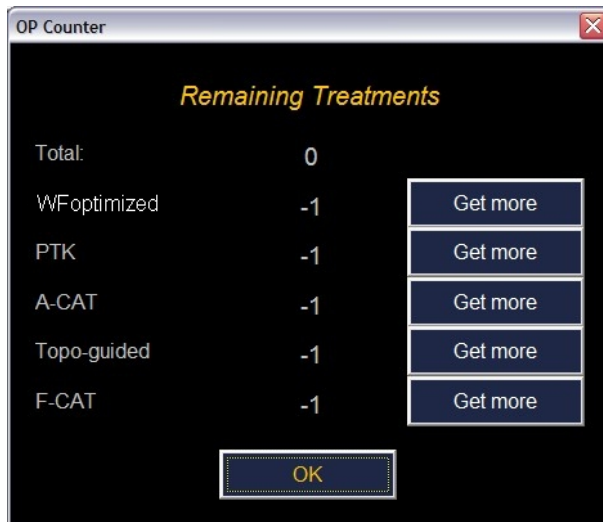 OP Counter
Remaining Treatments
Total: 0
WFoptimized -1 Get more
PTK -1 Get more
A-CAT -1 Get more
Topo-guided -1 Get more
F-CAT -1 Get more
OK